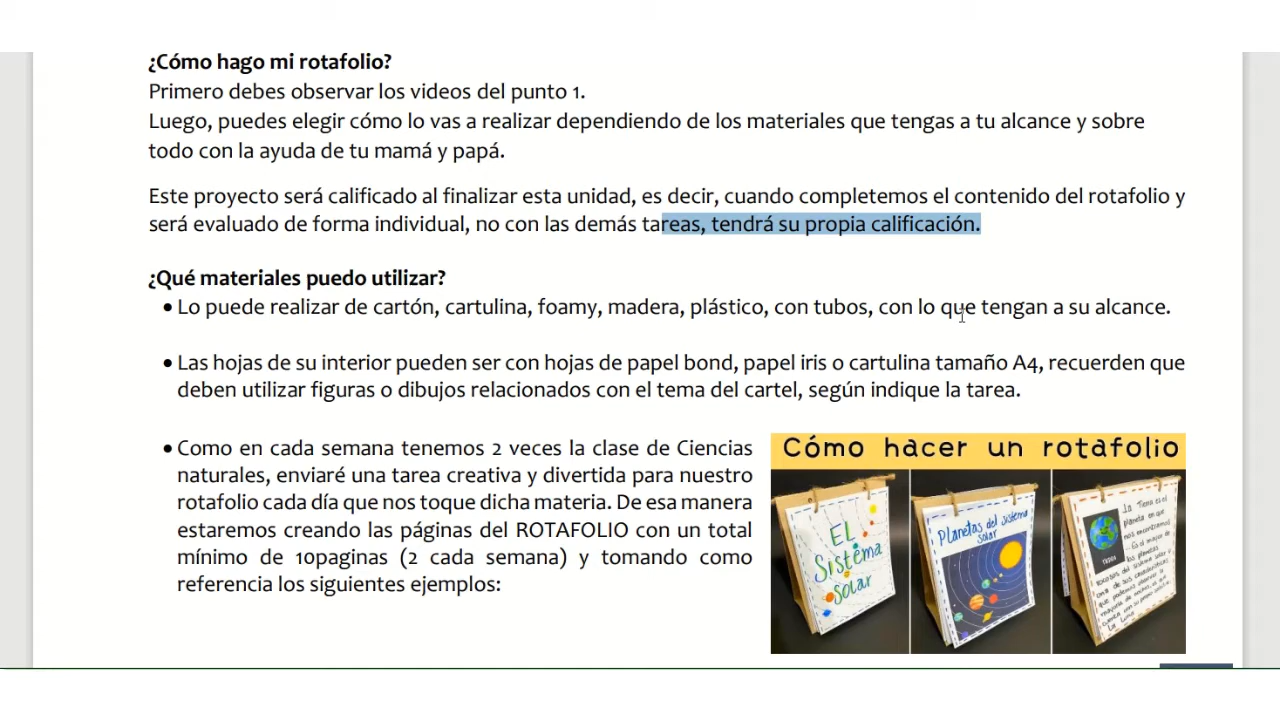 ¿Cómo hago mi rotafolio?
Primero debes observar los videos del punto 1.
Luego, puedes elegir cómo lo vas a realizar dependiendo de los materiales que tengas a tu alcance y sobre
todo con la ayuda de tu mamá y papá.
Este proyecto será calificado al finalizar esta unidad, es decir, cuando completemos el contenido del rotafolio y
será evaluado de forma individual, no con las demás tareas, tendrá su propia calificación.
¿Qué materiales puedo utilizar?
• Lo puede realizar de cartón, cartulina, foamy, madera, plástico, con tubos, con lo que tengan a su alcance.
• Las hojas de su interior pueden ser con hojas de papel bond, papel iris o cartulina tamaño A4, recuerden que
deben utilizar figuras o dibujos relacionados con el tema del cartel, según indique la tarea.
• Como en cada semana tenemos 2 veces la clase de Ciencias
naturales, enviaré una tarea creativa y divertida para nuestro
rotafolio cada día que nos toque dicha materia. De esa manera
estaremos creando las páginas del ROTAFOLIO con un total
mínimo de 10paginas (2 cada semana) y tomando como
referencia los siguientes ejemplos:
Cómo hacer un rotafolio
EL
Sistema
Solar
Planetas del Sistema
Solar
La Tierra es el
planeta en que
nos encontramos